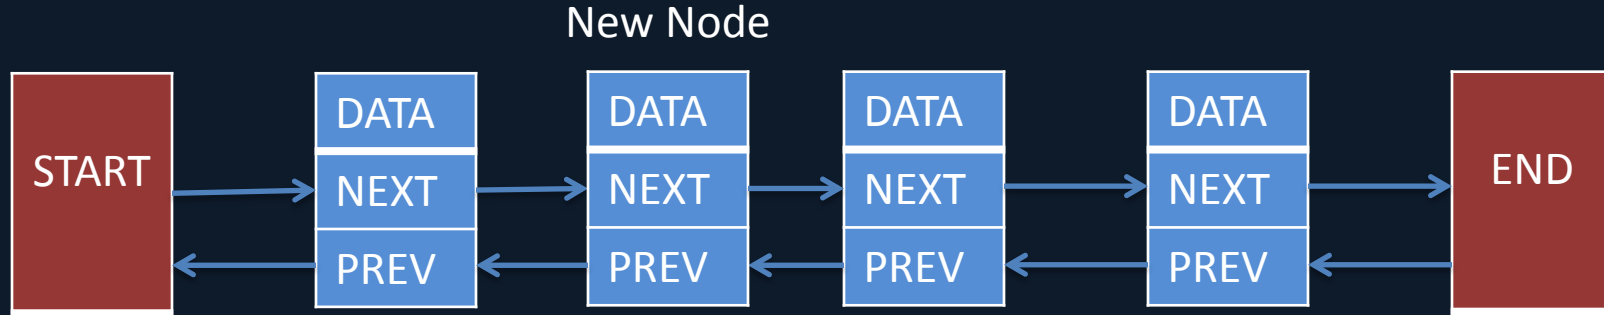 New Node
START
DATA
NEXT
PREV
DATA
NEXT
PREV
DATA
NEXT
PREV
DATA
NEXT
PREV
END